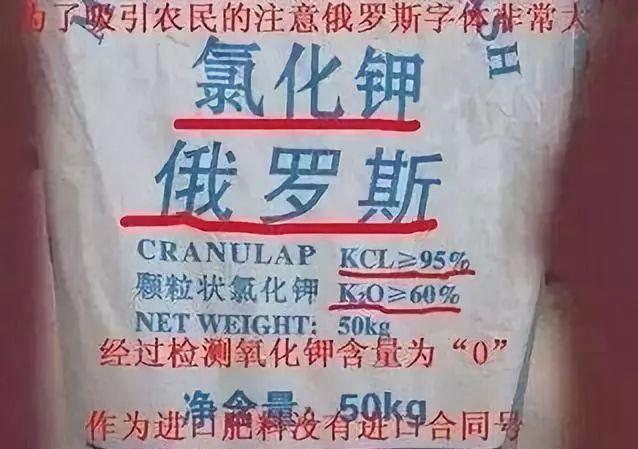 为了吸引农民的注意俄罗斯字体非常大
SH
氯化钾
俄罗斯
CRANULAP KCL≥95%
颗粒状氯化钾 K₂O≥60%
NET WEIGHT: 50kg
经过检测氧化钾含量为“0”
净含量: 50kg
作为进口肥料没有进口合同号